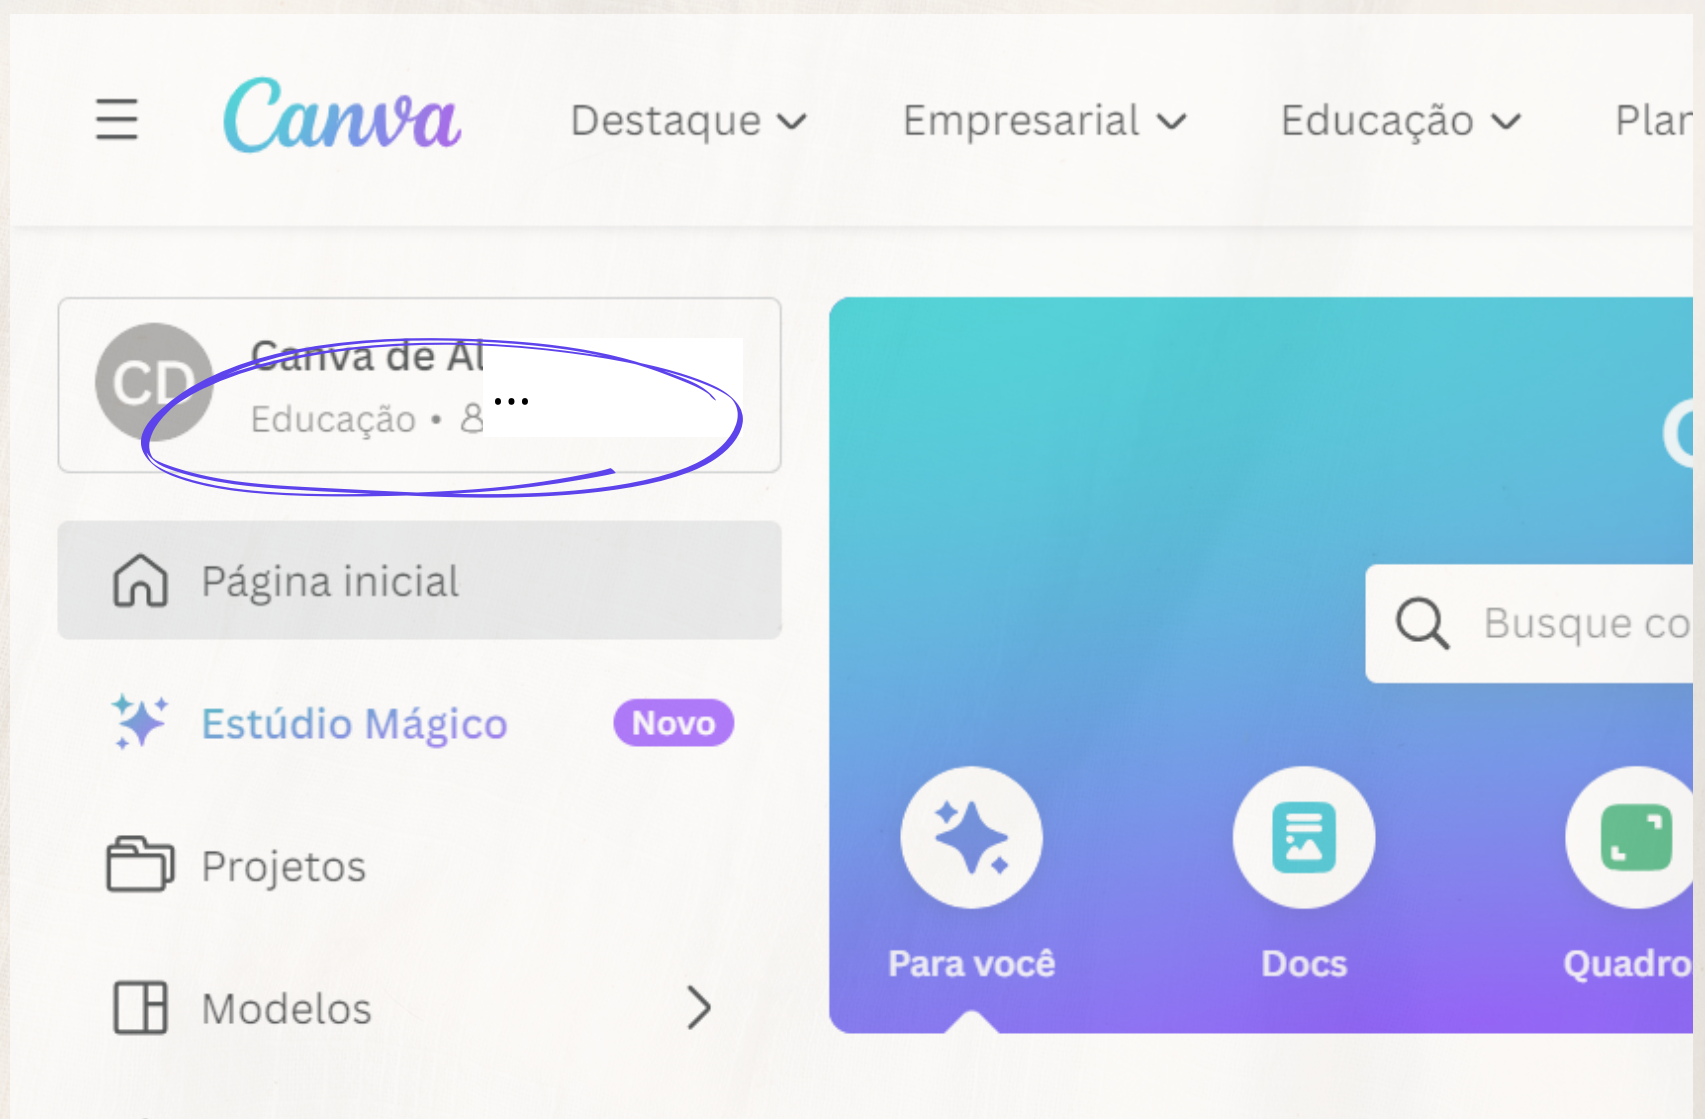 Canva
Destaque
Empresarial
Educação
CD
Canva de Al
Educação •
...
Página inicial
Estúdio Mágico
Novo
Busque co
Projetos
Para você
Docs
Quadro
Modelos